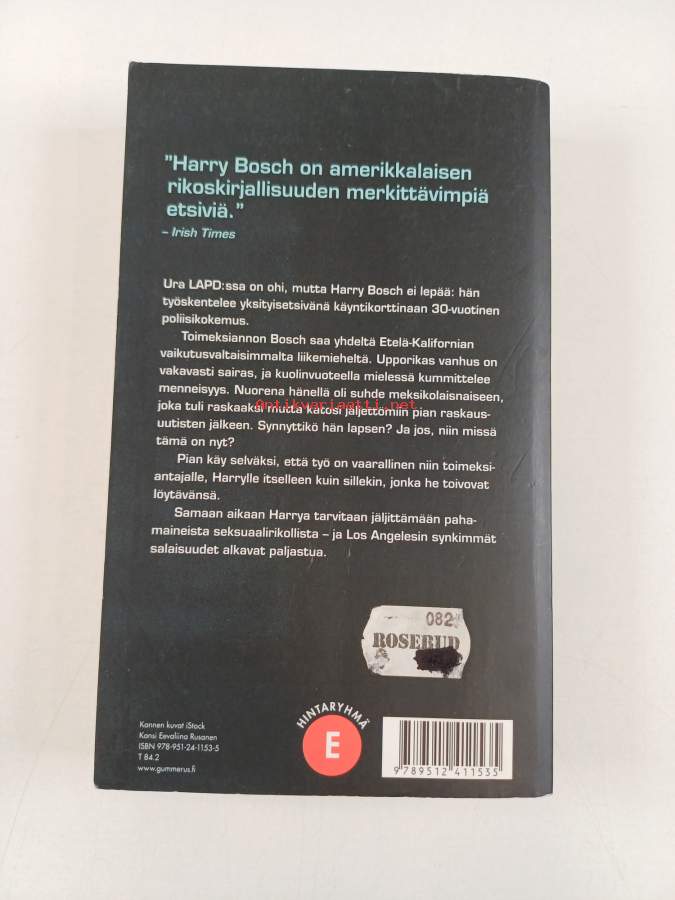 ”Harry Bosch on amerikkalaisen
rikoskirjallisuuden merkittävimpiä
etsiviä.”
– Irish Times
Ura LAPD:ssa on ohi, mutta Harry Bosch ei lepää: hän
työskentelee yksityisetsivänä käyntikorttinaan 30-vuotinen
poliisikokemus.
Toimeksiannon Bosch saa yhdeltä Etelä-Kalifornian
vaikutusvaltaisimmalta liikemieheltä. Upporikas vanhus on
vakavasti sairas, ja kuolinvuoteella mielessä kummittelee
menneisyys. Nuorena hänellä oli suhde meksikolaisnaiseen,
Antikvariaatti.net
joka tuli raskaaksi mutta katosi jäljettömiin pian raskaus-
uutisten jälkeen. Synnyttikö hän lapsen? Ja jos, niin missä
tämä on nyt?
Pian käy selväksi, että työ on vaarallinen niin toimeksi-
antajalle, Harrylle itselleen kuin sillekin, jonka he toivovat
löytävänsä.
Samaan aikaan Harrya tarvitaan jäljittämään paha-
maineista seksuaalirikollista – ja Los Angelesin synkimmät
salaisuudet alkavat paljastua.
082
ROSEBUD
HINTARYHMÄ
E
Kannen kuvat iStock
Kansi Eevaliina Rusanen
ISBN 978-951-24-1153-5
T 84.2
www.gummerus.fi
9 789512 411535